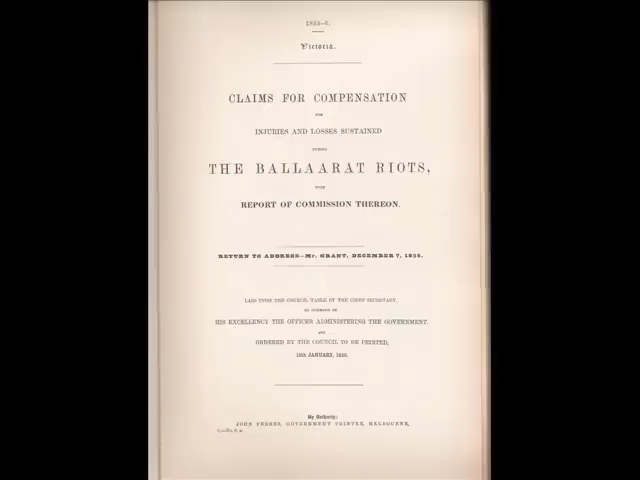 1855–6.
Victoria.
CLAIMS FOR COMPENSATION
FOR
INJURIES AND LOSSES SUSTAINED
DURING
THE BALLAARAT RIOTS,
WITH
REPORT OF COMMISSION THEREON.
RETURN TO ADDRESS—Mr. GRANT, DECEMBER 7, 1855.
LAID UPON THE COUNCIL TABLE BY THE CHIEF SECRETARY,
BY COMMAND OF
HIS EXCELLENCY THE OFFICER ADMINISTERING THE GOVERNMENT
AND
ORDERED BY THE COUNCIL TO BE PRINTED,
JANUARY, 1856.
By Authority:
JOHN FERRES, GOVERNMENT PRINTER, MELBOURNE,